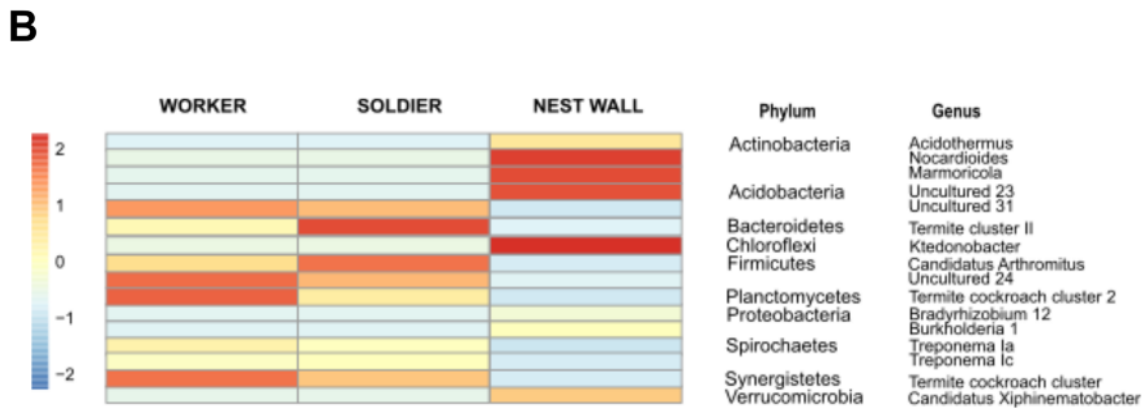 B
WORKER SOLDIER NEST WALL
Phylum Genus
2
1
0
−1
−2
Actinobacteria Acidothermus
Nocardioides
Marmoricola
Acidobacteria Uncultured 23
Uncultured 31
Bacteroidetes Termite cluster II
Chloroflexi Ktedonobacter
Firmicutes Candidatus Arthromitus
Uncultured 24
Planctomycetes Termite cockroach cluster 2
Proteobacteria Bradyrhizobium 12
Burkholderia 1
Spirochaetes Treponema Ia
Treponema Ic
Synergistetes Termite cockroach cluster
Verrucomicrobia Candidatus Xiphinematobacter